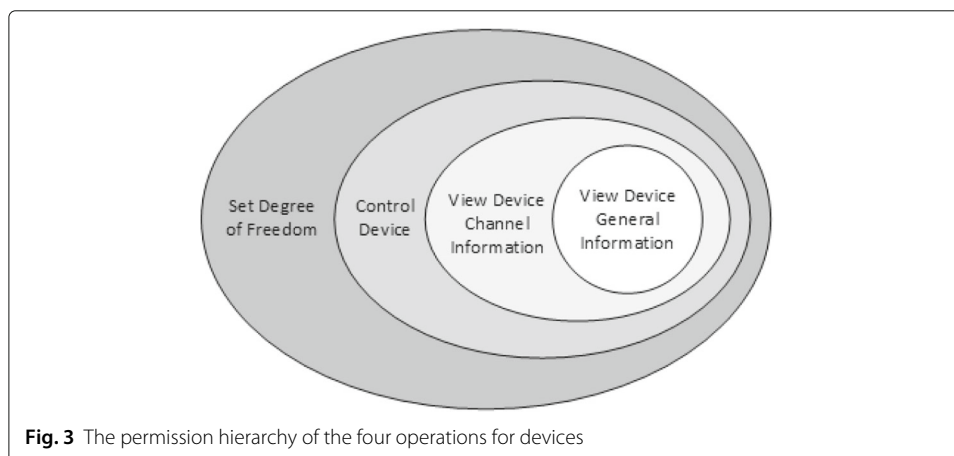 Set Degree
of Freedom
Control
Device
View Device
Channel
Information
View Device
General
Information
Fig. 3 The permission hierarchy of the four operations for devices